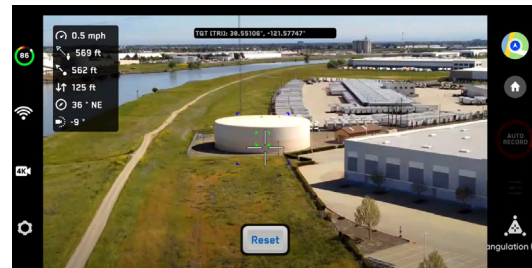 86
0.5 mph
569 ft
562 ft
125 ft
36 ° NE
-9 °
TGT [TRI]: 38.55106°, -121.57747°
4K
Reset
AUTO
RECORD
angulation